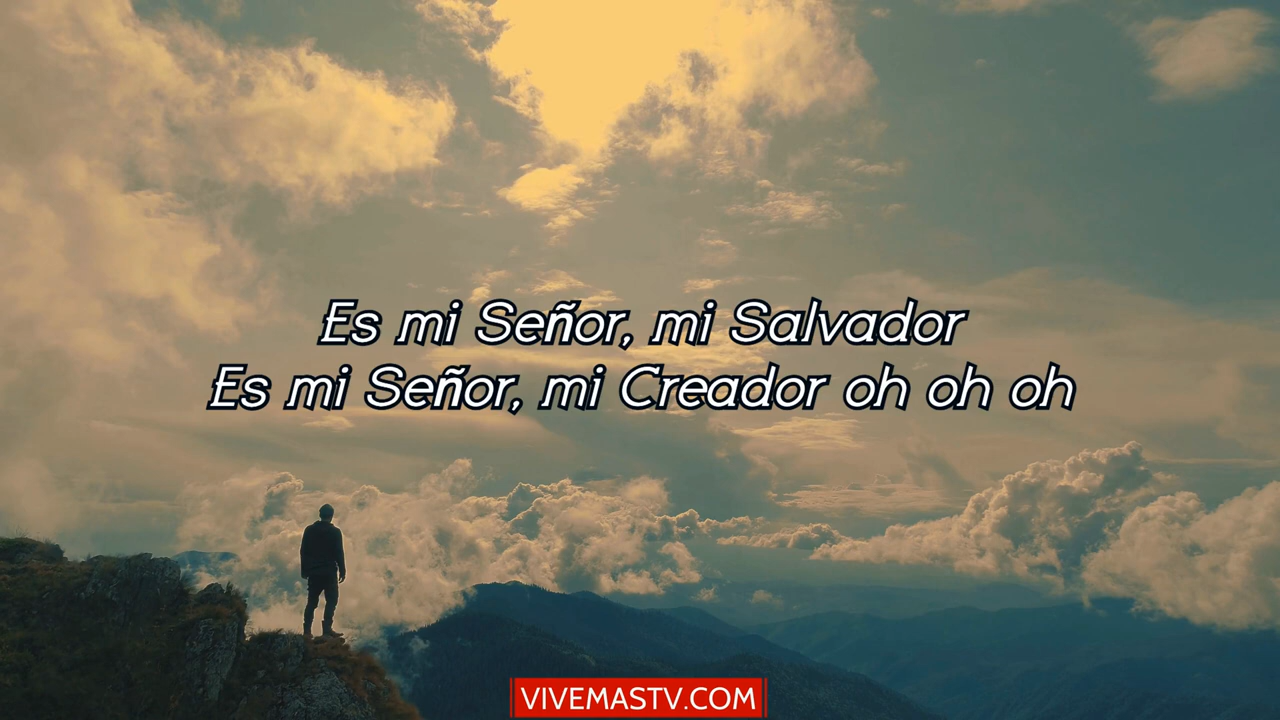 Es mi Señor, mi Salvador
Es mi Señor, mi Creador oh oh oh
VIVEMASTV.COM